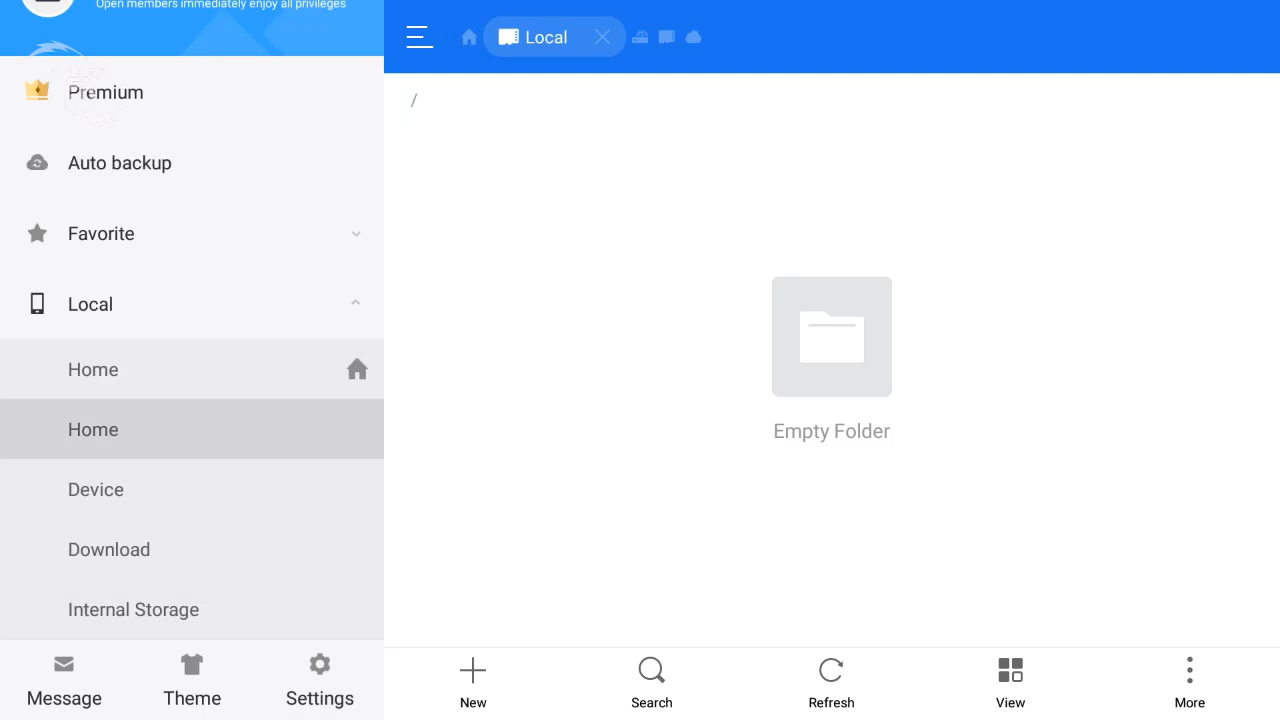 Open members immediately enjoy all privileges
Premium
Auto backup
Favorite
Local
Home
Home
Device
Download
Internal Storage
Message
Theme
Settings
Local
/
Empty Folder
New
Search
Refresh
View
More